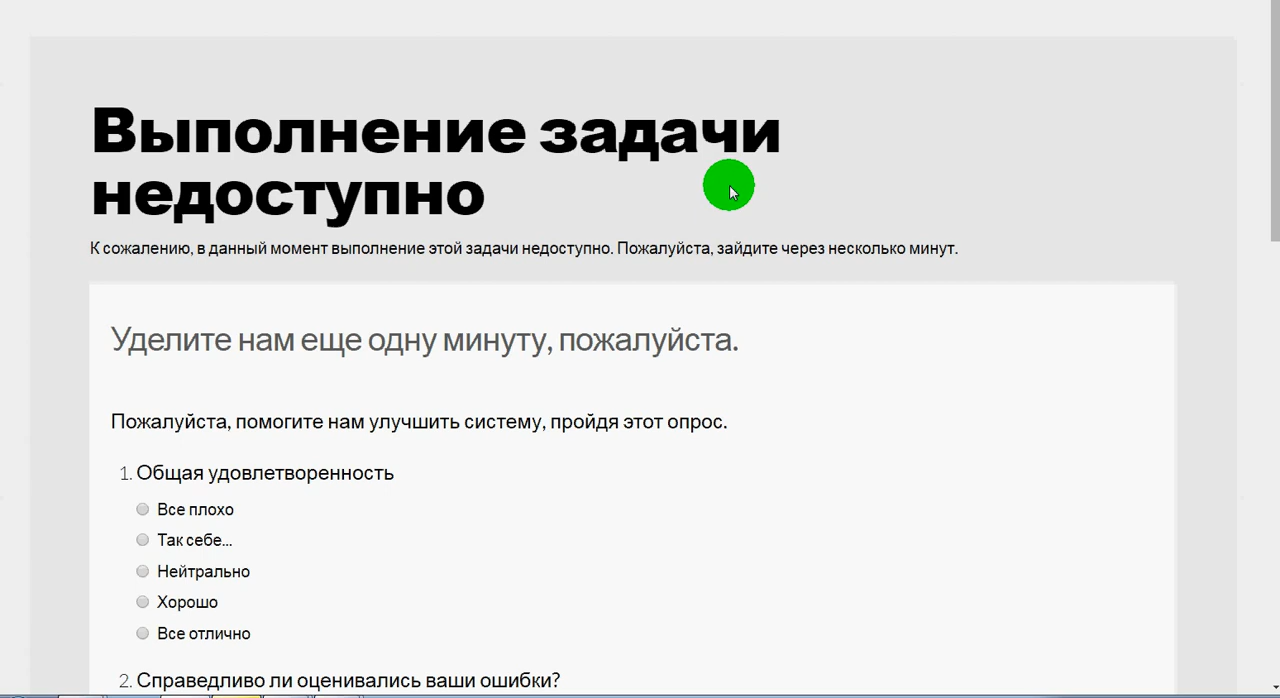 Выполнение задачи
недоступно
К сожалению, в данный момент выполнение этой задачи недоступно. Пожалуйста, зайдите через несколько минут.
Уделите нам еще одну минуту, пожалуйста.
Пожалуйста, помогите нам улучшить систему, пройдя этот опрос.
1. Общая удовлетворенность
Все плохо
Так себе...
Нейтрально
Хорошо
Все отлично
2. Справедливо ли оценивались ваши ошибки?